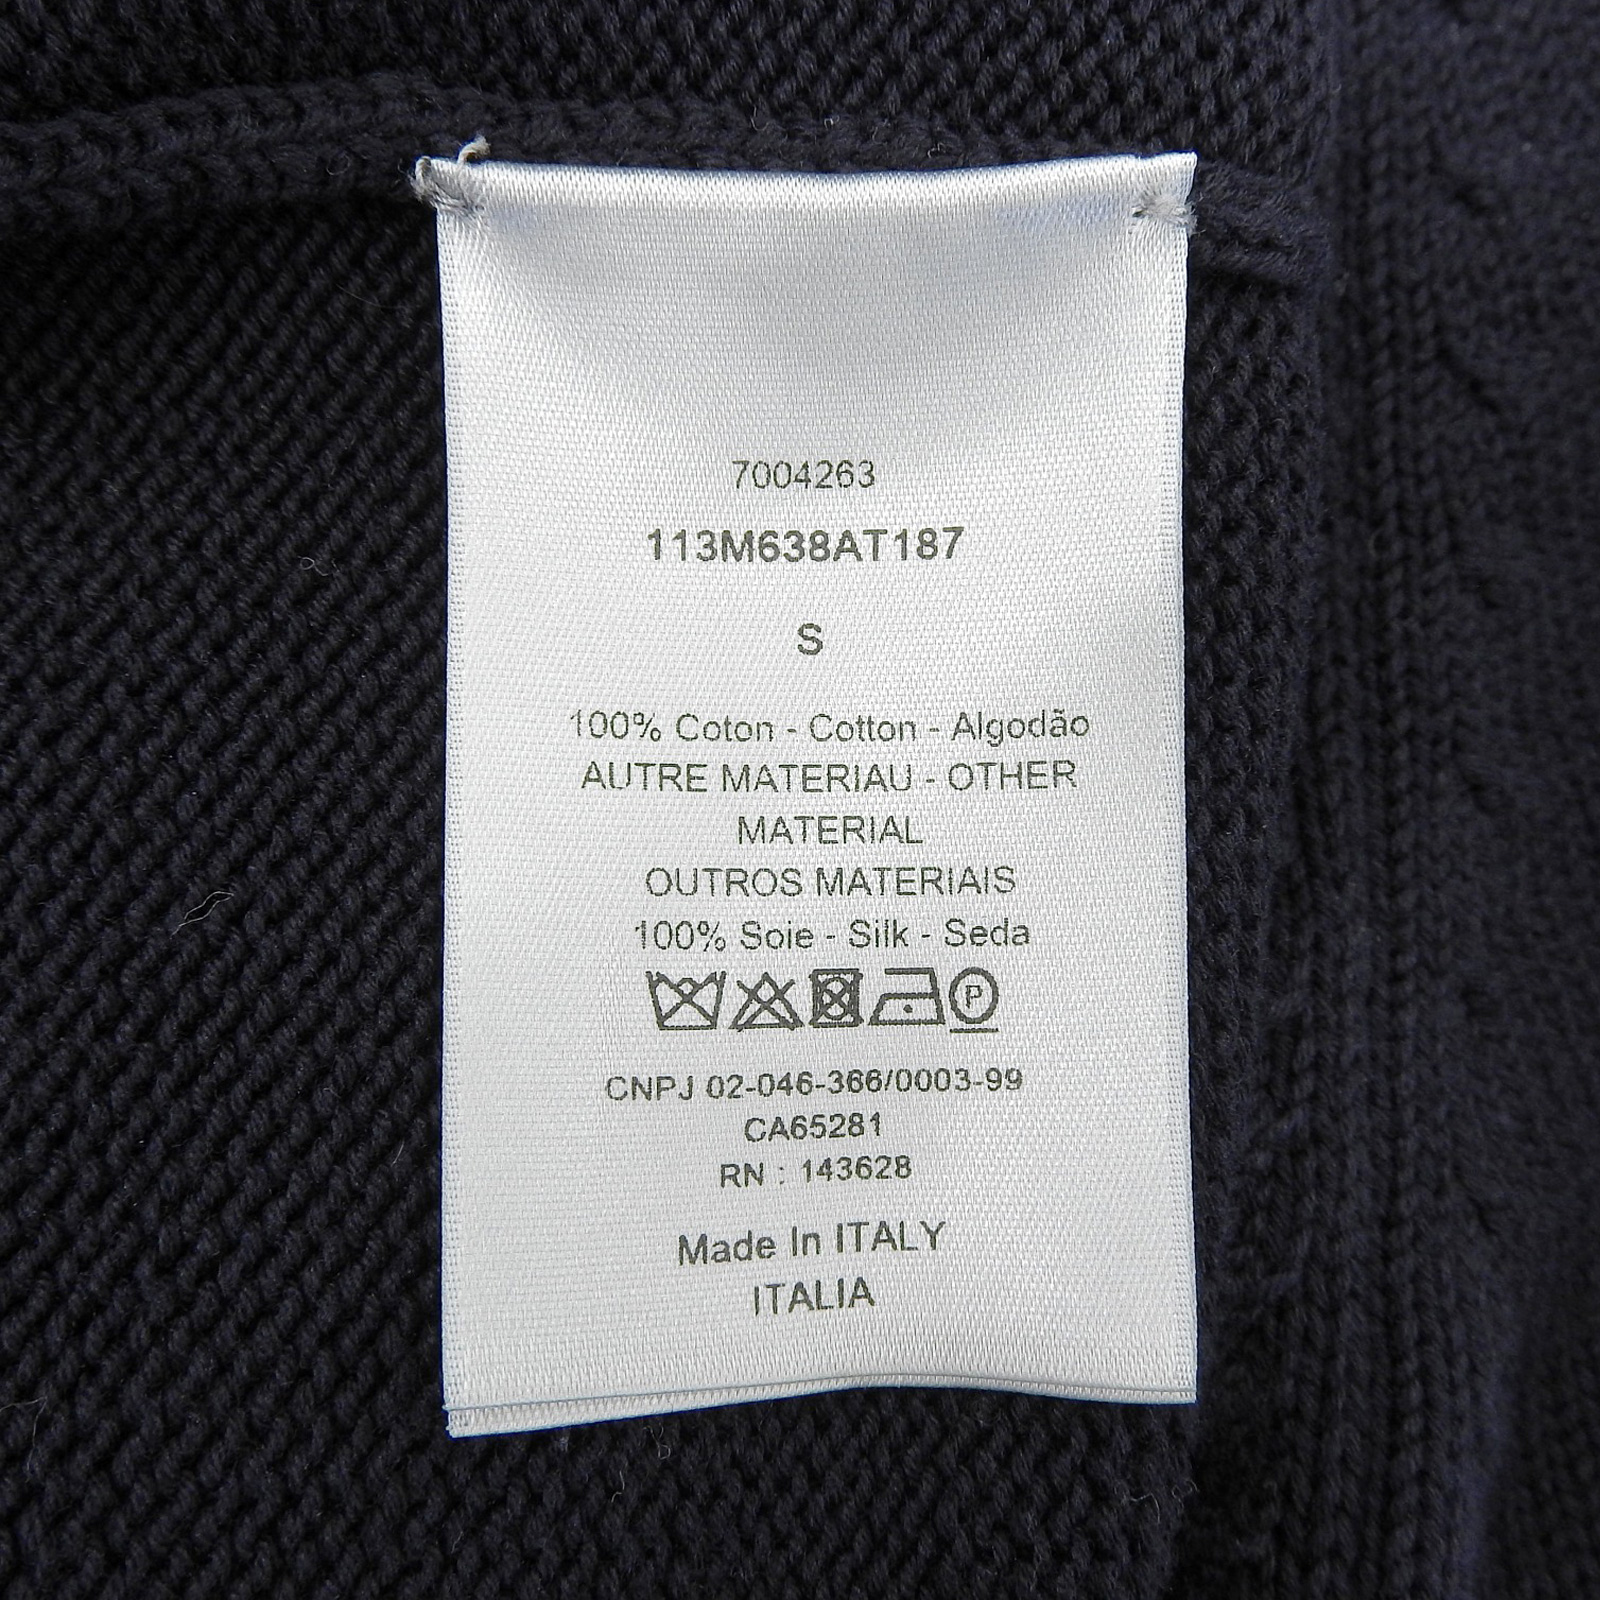 7004263
113M638AT187
S
100% Coton - Cotton - Algodão
AUTRE MATERIAU - OTHER
MATERIAL
OUTROS MATERIAIS
100% Soie - Silk - Seda
P
CNPJ 02-046-366/0003-99
CA65281
RN : 143628
Made In ITALY
ITALIA